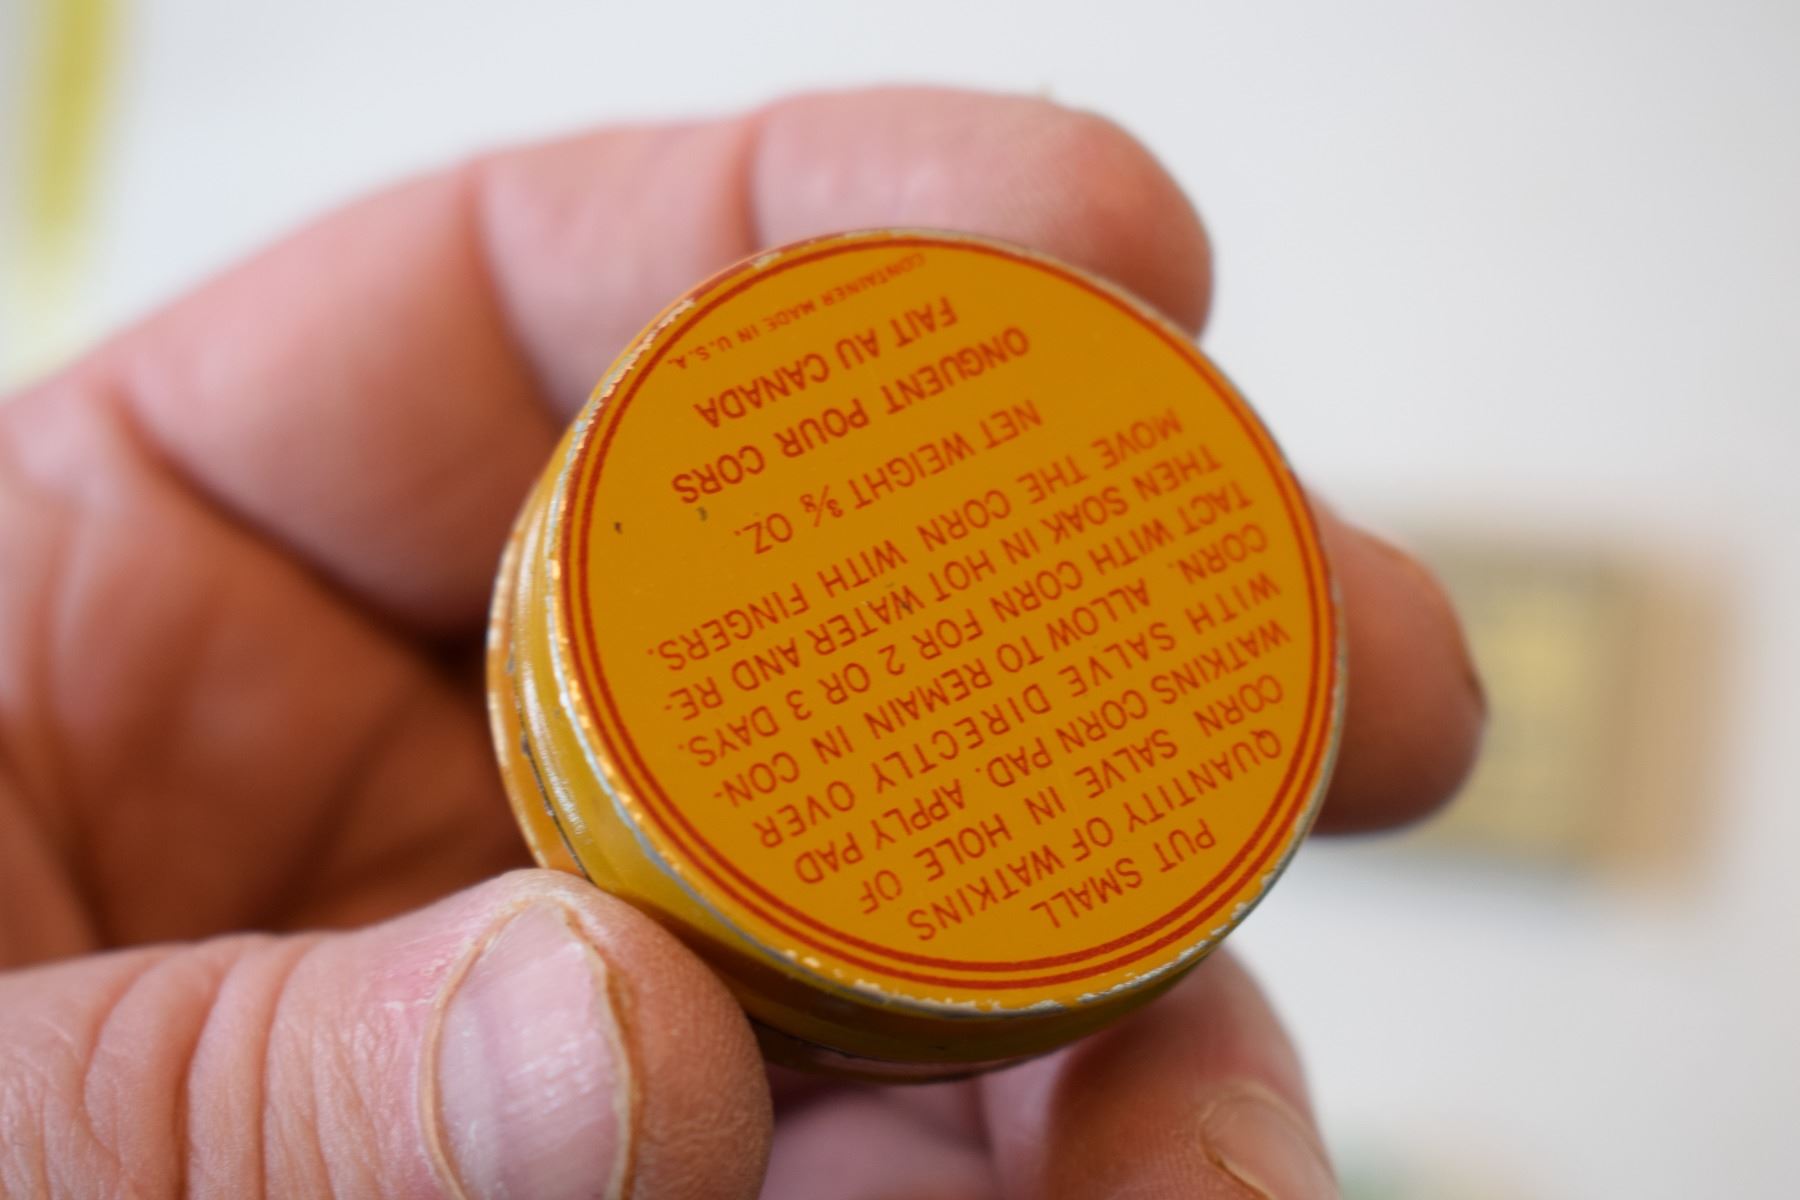 PUT SMALL
QUANTITY OF WATKINS
CORN SALVE IN HOLE OF
WATKINS CORN PAD. APPLY PAD
WITH SALVE DIRECTLY OVER
CORN. ALLOW TO REMAIN IN CON-
TACT WITH CORN FOR 2 OR 3 DAYS.
THEN SOAK IN HOT WATER AND RE-
MOVE THE CORN WITH FINGERS.
NET WEIGHT 3/8 OZ.
ONGUENT POUR CORS
FAIT AU CANADA
CONTAINER MADE IN U.S.A.